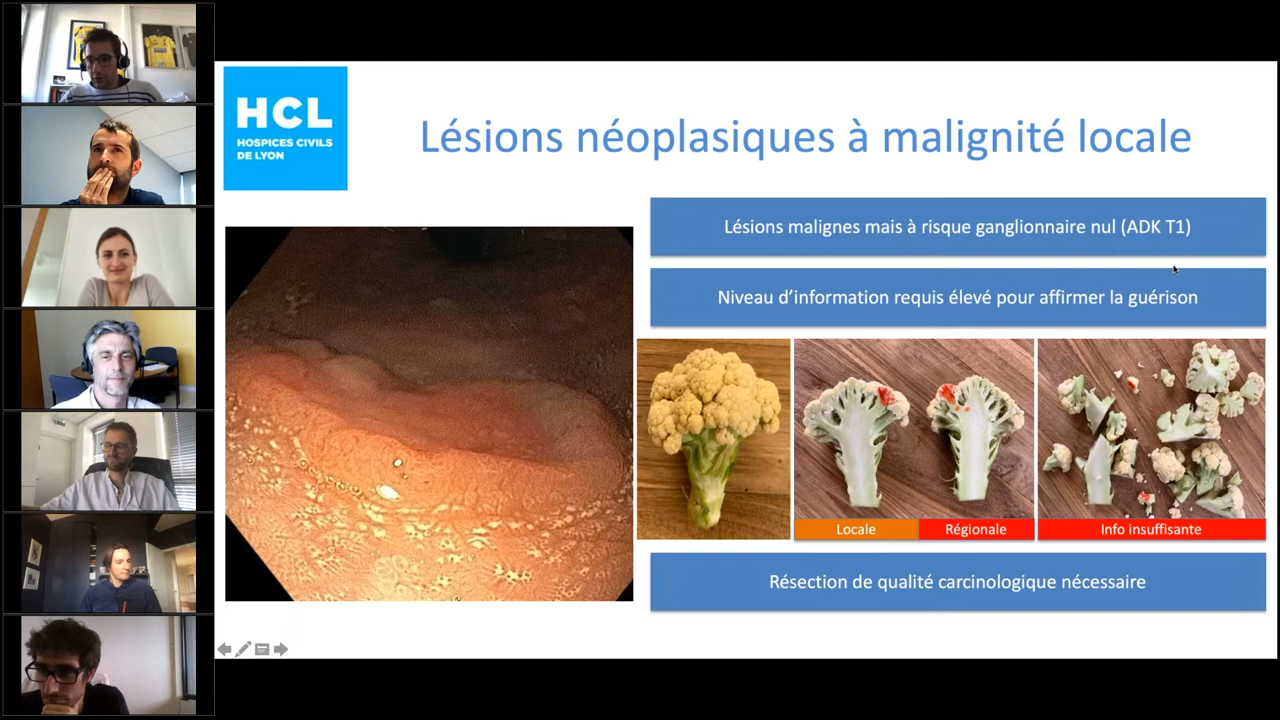 HCL
HOSPICES CIVILS
DE LYON
Lésions néoplasiques à malignité locale
Lésions malignes mais à risque ganglionnaire nul (ADK T1)
Niveau d'information requis élevé pour affirmer la guérison
Locale
Régionale
Info insuffisante
Résection de qualité carcinologique nécessaire